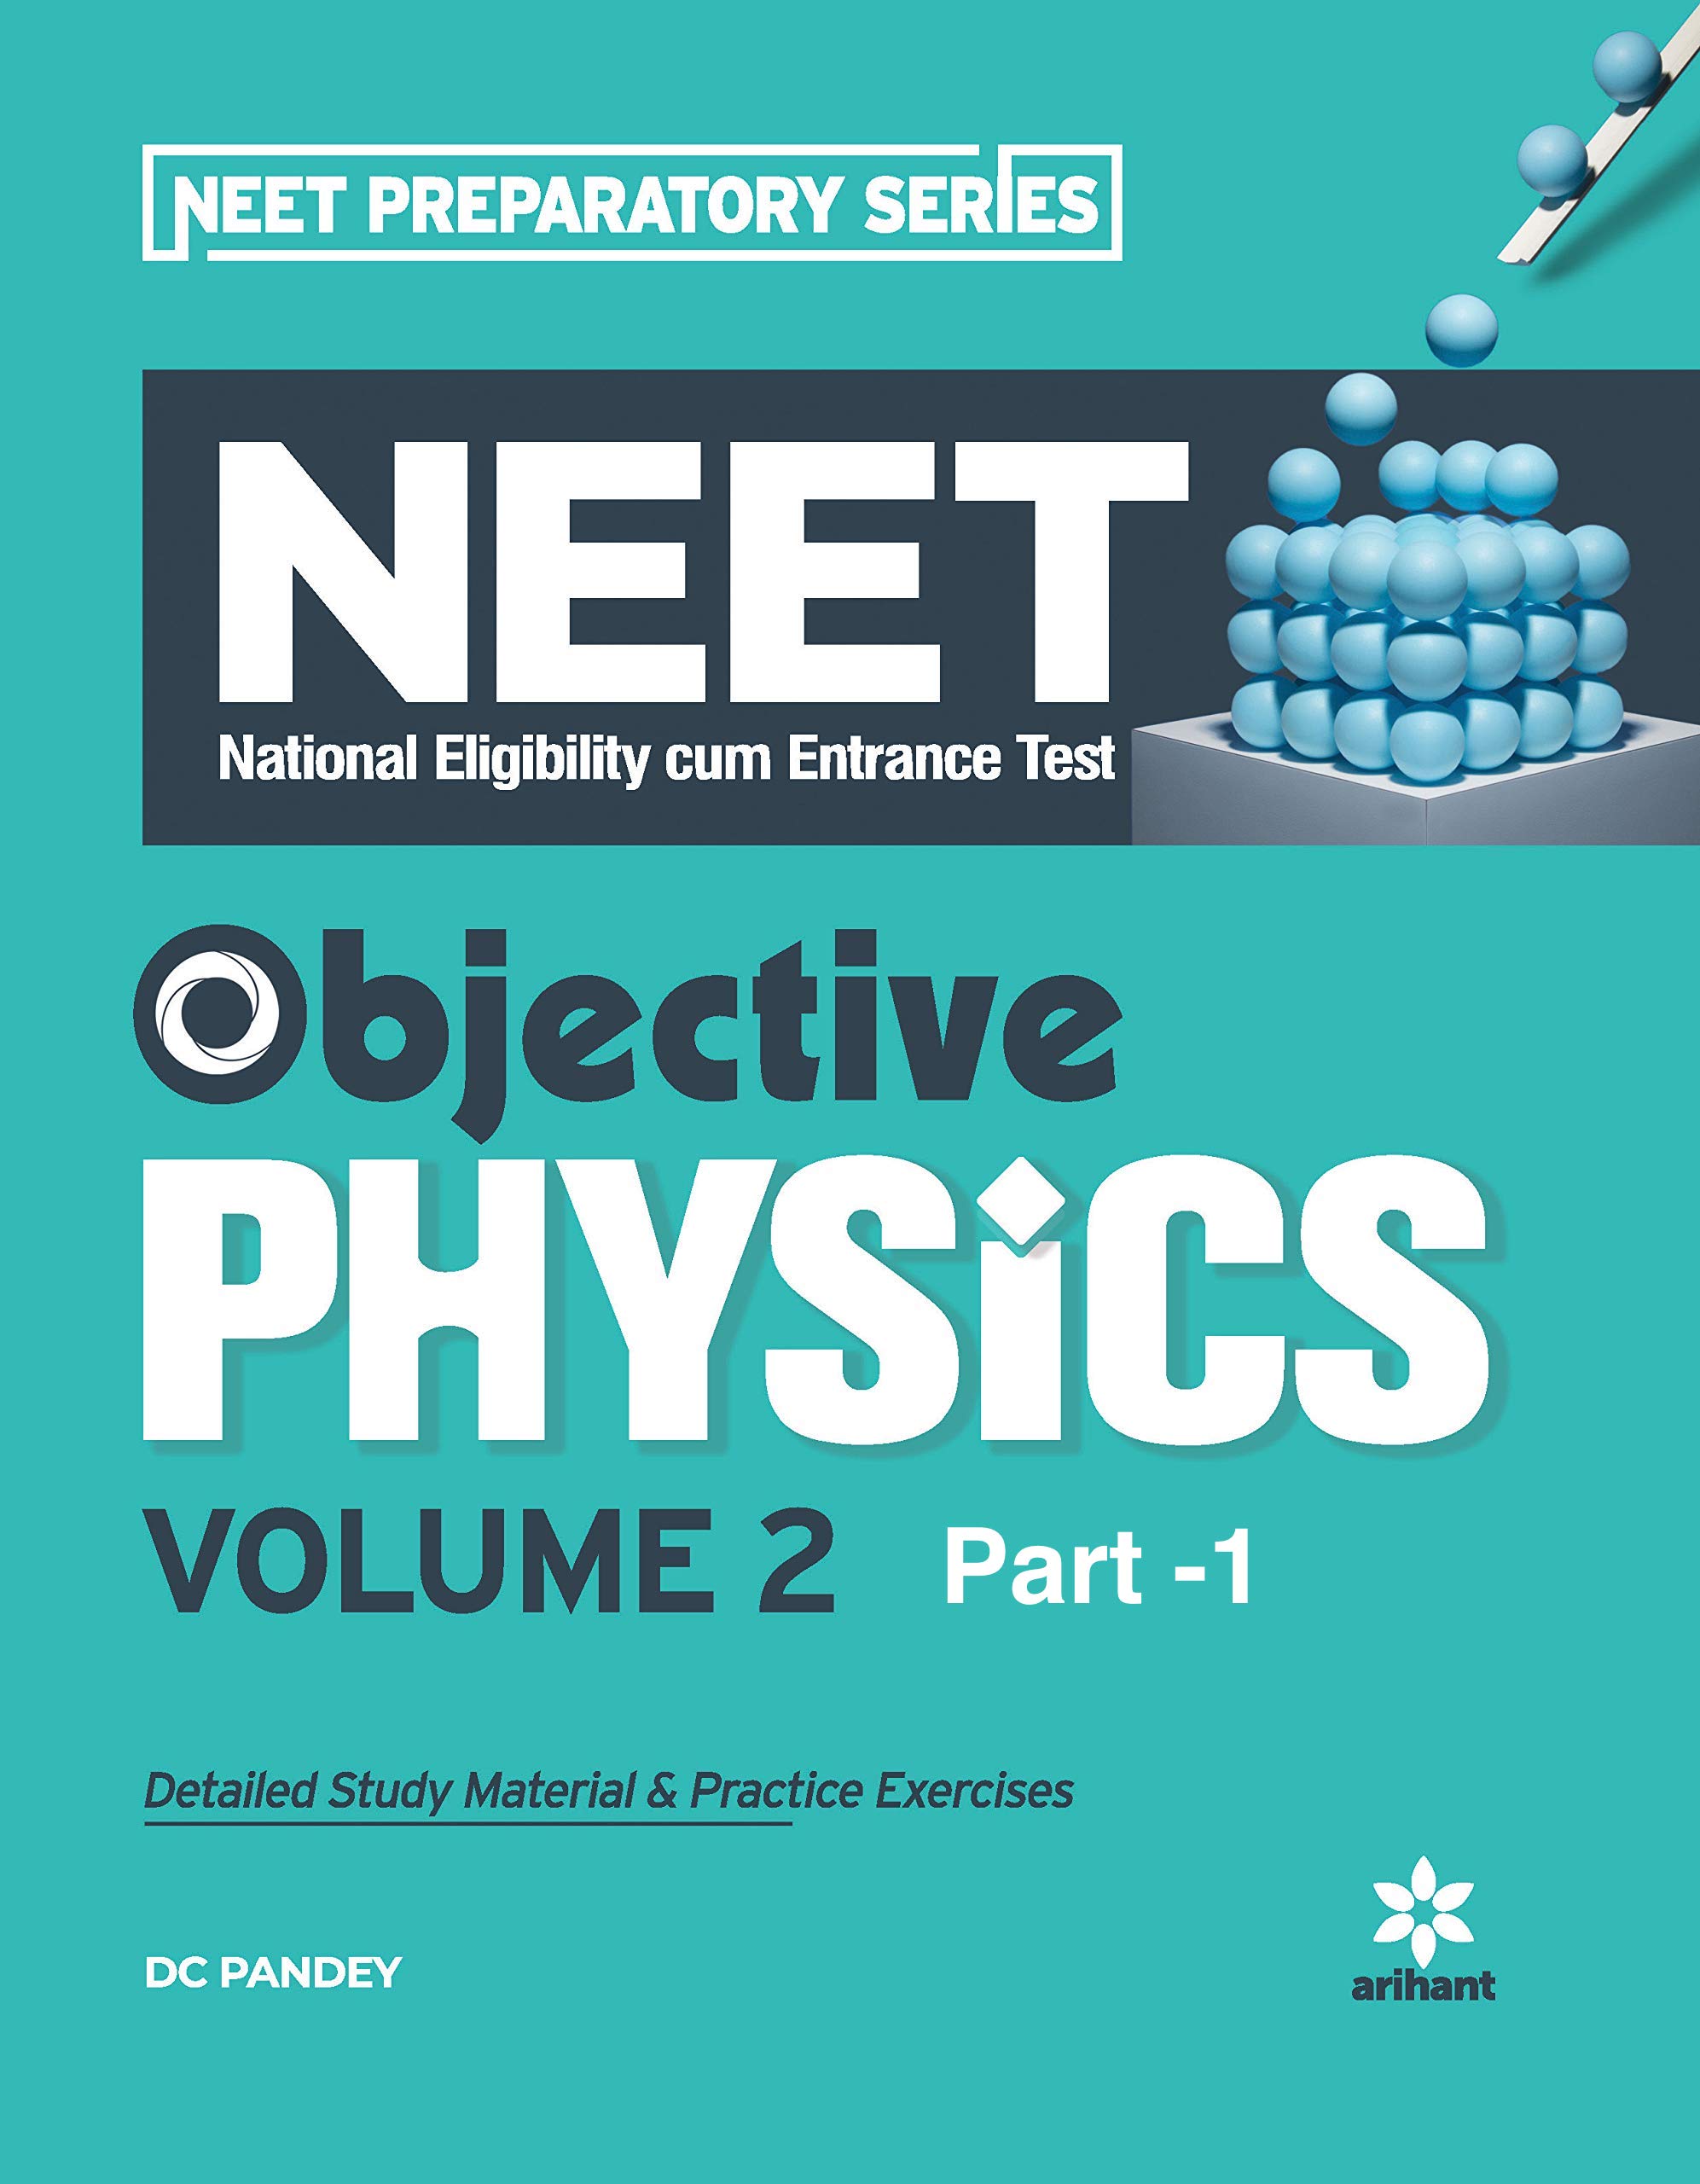 NEET PREPARATORY SERIES
NEET
National Eligibility cum Entrance Test
Objective
PHYSiCS
VOLUME 2 Part -1
Detailed Study Material & Practice Exercises
DC PANDEY
arihant